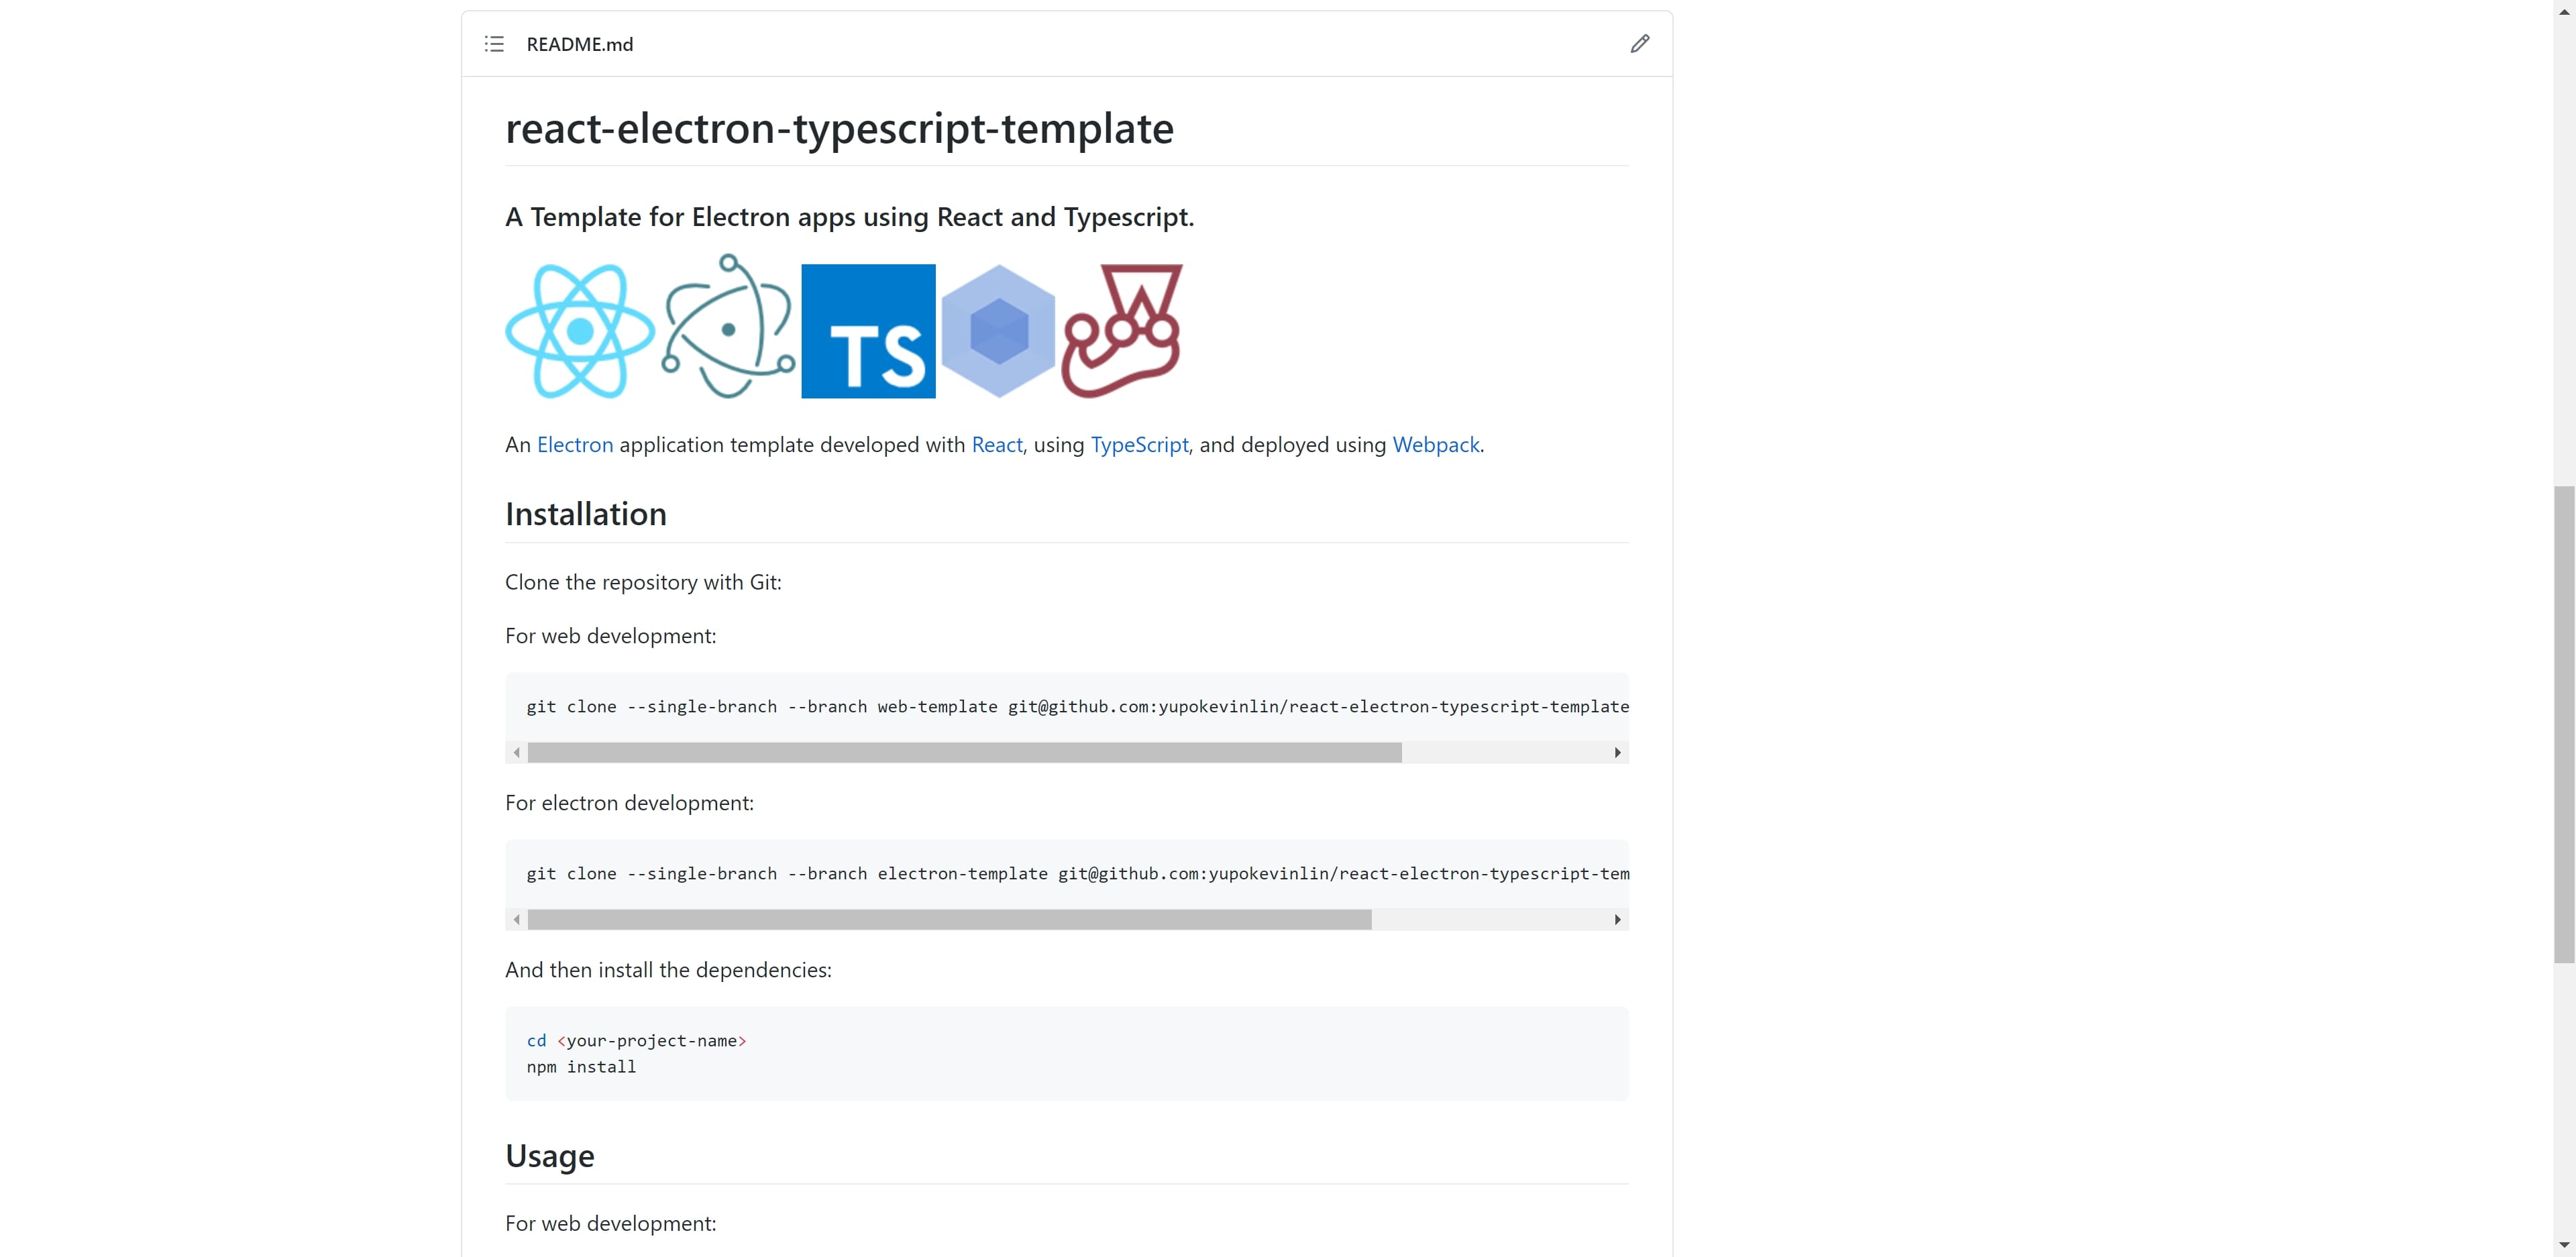 README.md
react-electron-typescript-template
A Template for Electron apps using React and Typescript.
TS
An Electron application template developed with React, using TypeScript, and deployed using Webpack.
Installation
Clone the repository with Git:
For web development:
git clone --single-branch --branch web-template git@github.com:yupokevinlin/react-electron-typescript-template
For electron development:
git clone --single-branch --branch electron-template git@github.com:yupokevinlin/react-electron-typescript-tem
And then install the dependencies:
cd <your-project-name>
npm install
Usage
For web development: